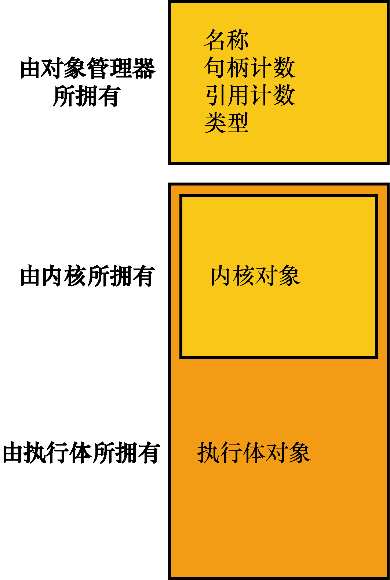 由对象管理器
所拥有
名称
句柄计数
引用计数
类型
由内核所拥有
内核对象
由执行体所拥有
执行体对象